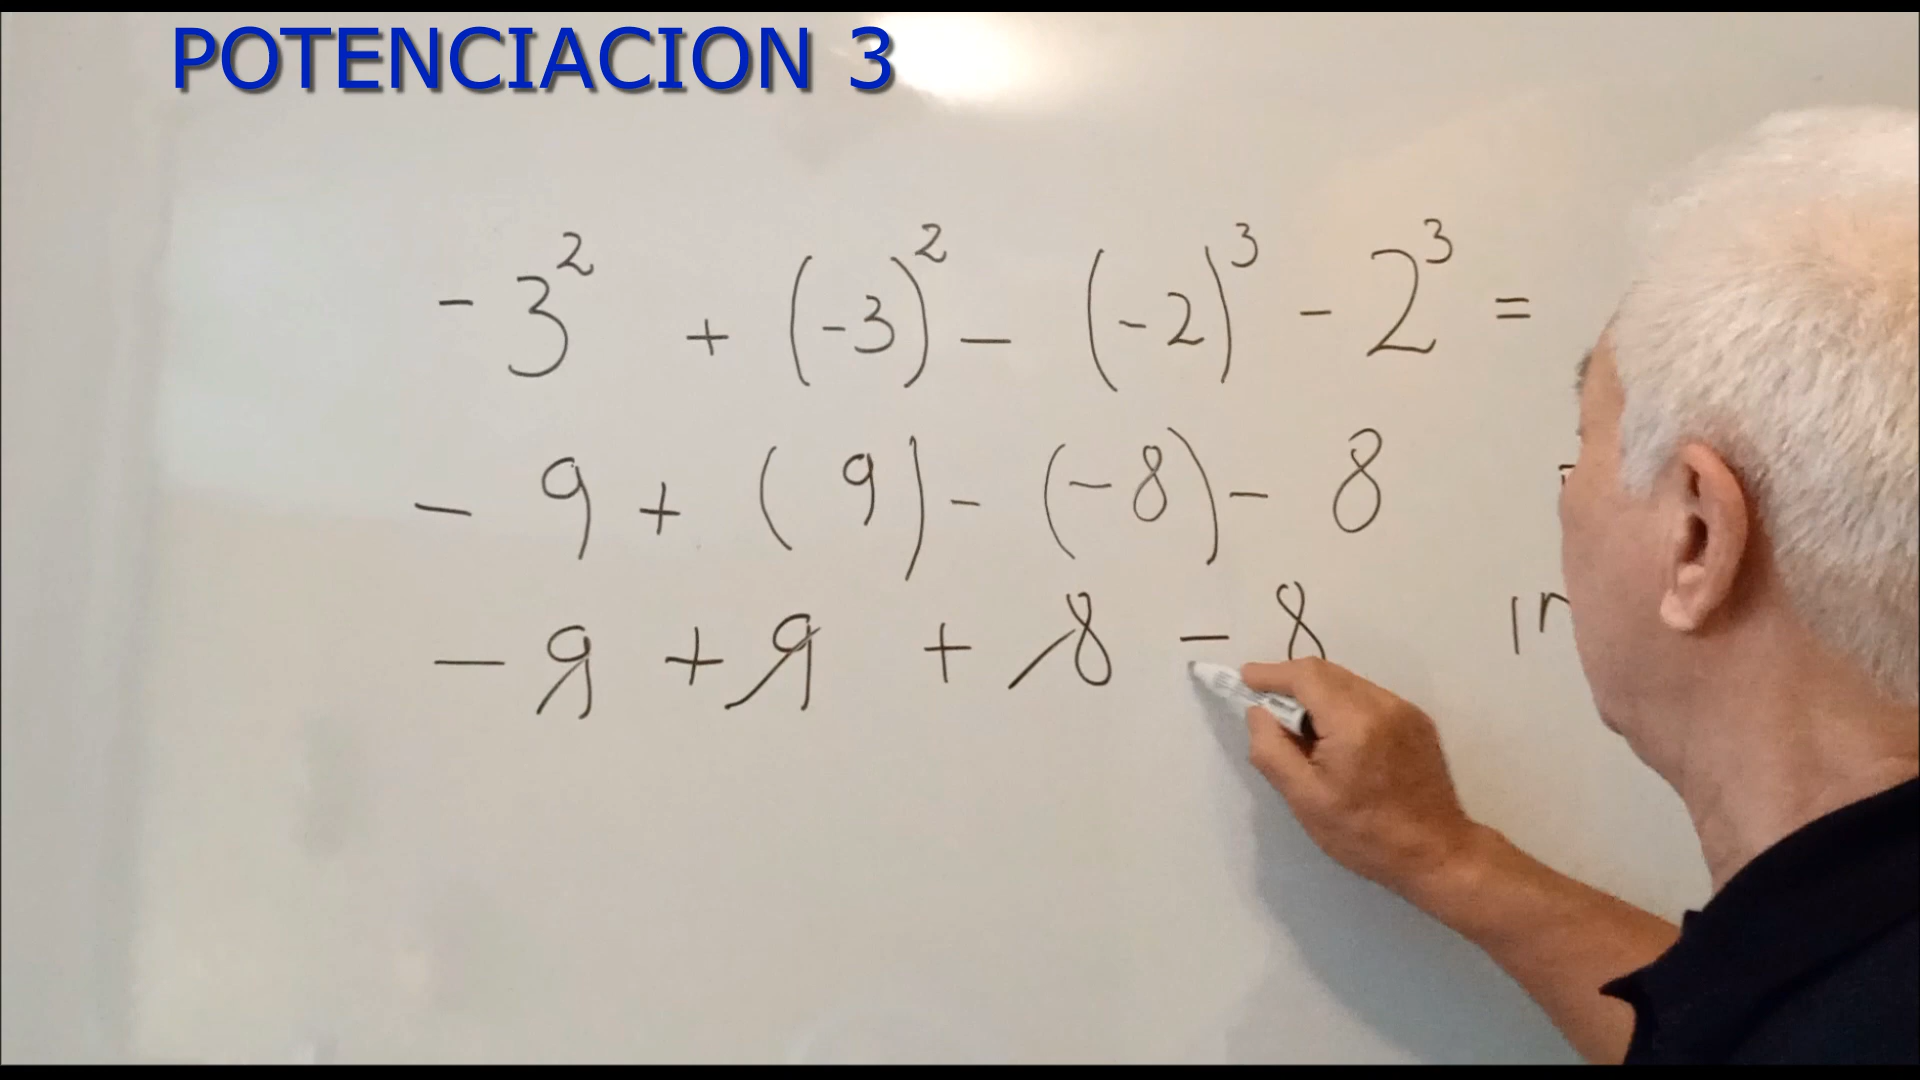 POTENCIACION 3
-3² + (-3)² - (-2)³ - 2³ =
- 9 + ( 9 ) - (-8) - 8
- 9 + 9 + 8 - 8